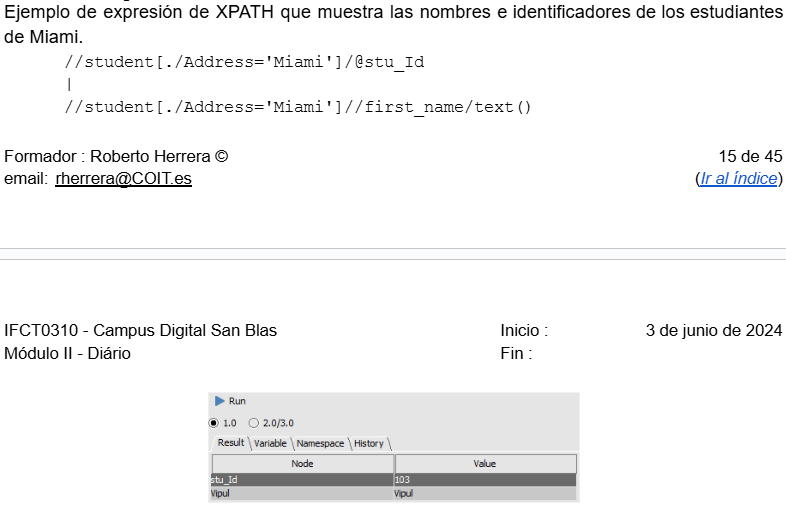 Ejemplo de expresión de XPATH que muestra las nombres e identificadores de los estudiantes
de Miami.
//student[./Address='Miami']/@stu_Id
|
//student[./Address='Miami']//first_name/text()
Formador : Roberto Herrera © 15 de 45
email: rherrera@COIT.es (Ir al índice)
IFCT0310 - Campus Digital San Blas Inicio : 3 de junio de 2024
Módulo II - Diário Fin :
Run
1.0 2.0/3.0
Result Variable Namespace History
Node Value
stu_Id 103
Vipul Vipul